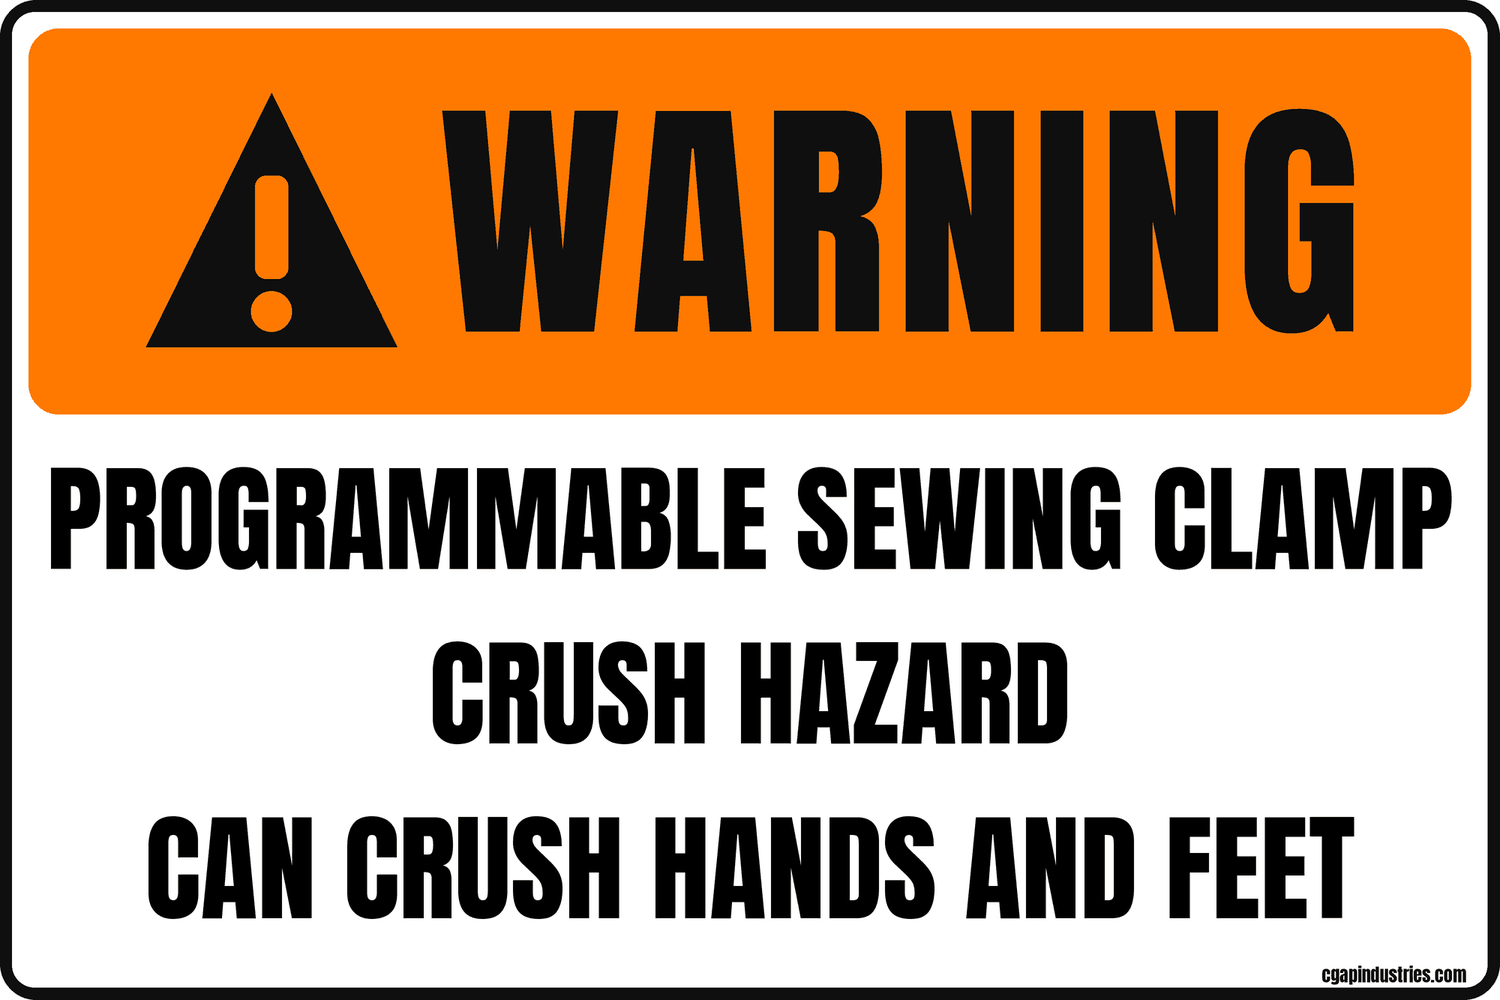 WARNING
PROGRAMMABLE SEWING CLAMP
CRUSH HAZARD
CAN CRUSH HANDS AND FEET
cgapindustries.com